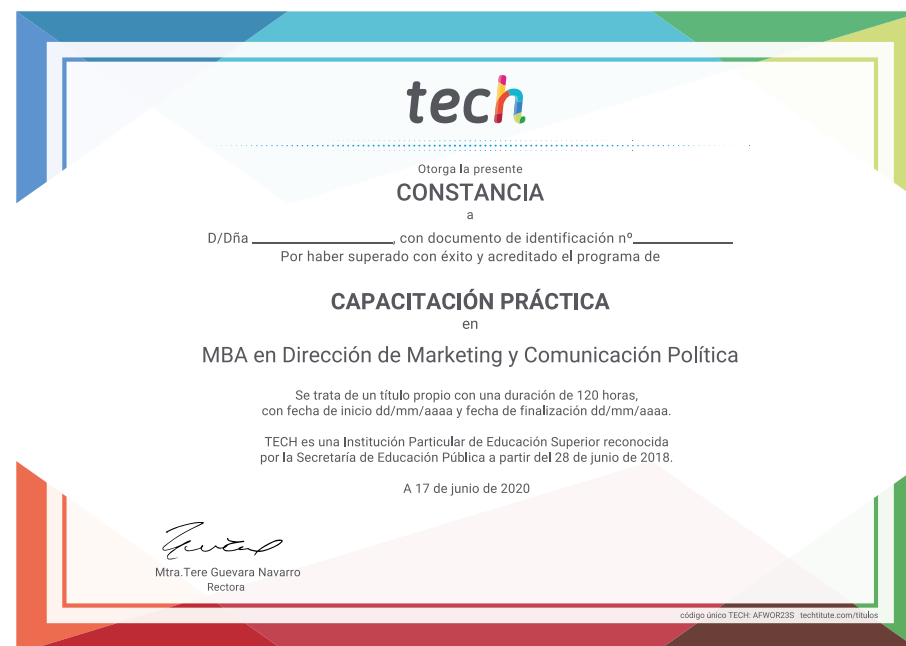 tech
Otorga la presente
CONSTANCIA
a
D/Dña ____________________, con documento de identificación nº______________
Por haber superado con éxito y acreditado el programa de
CAPACITACIÓN PRÁCTICA
en
MBA en Dirección de Marketing y Comunicación Política
Se trata de un título propio con una duración de 120 horas,
con fecha de inicio dd/mm/aaaa y fecha de finalización dd/mm/aaaa.
TECH es una Institución Particular de Educación Superior reconocida
por la Secretaría de Educación Pública a partir del 28 de junio de 2018.
A 17 de junio de 2020
Mtra.Tere Guevara Navarro
Rectora
código único TECH: AFWOR23S techtitute.com/titulos